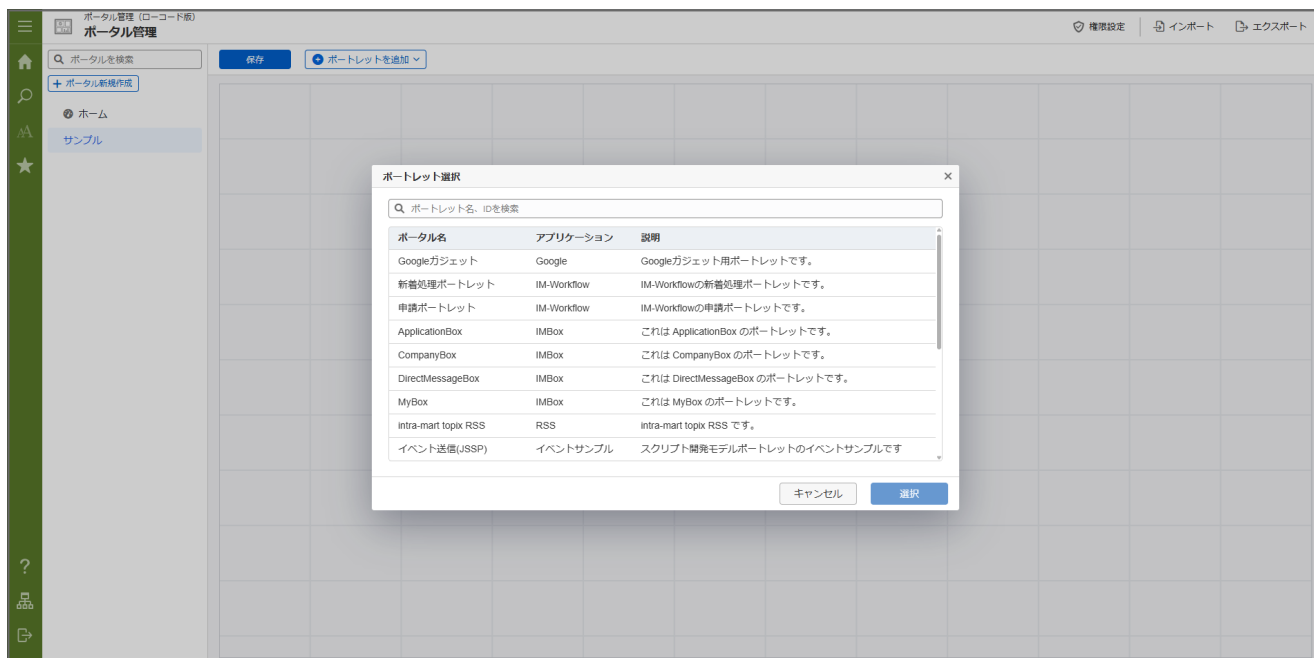 ポータル管理（ローコード版）
ポータル管理
権限設定
インポート
エクスポート
ポータルを検索
保存
ポートレットを追加
ポータル新規作成
ホーム
サンプル
ポートレット選択
ポートレット名、IDを検索
ポータル名 アプリケーション 説明
Googleガジェット Google Googleガジェット用ポートレットです。
新着処理ポートレット IM-Workflow IM-Workflowの新着処理ポートレットです。
申請ポートレット IM-Workflow IM-Workflowの申請ポートレットです。
ApplicationBox IMBox これは ApplicationBox のポートレットです。
CompanyBox IMBox これは CompanyBox のポートレットです。
DirectMessageBox IMBox これは DirectMessageBox のポートレットです。
MyBox IMBox これは MyBox のポートレットです。
intra-mart topix RSS RSS intra-mart topix RSS です。
イベント送信(JSSP) イベントサンプル スクリプト開発モデルポートレットのイベントサンプルです
キャンセル
選択